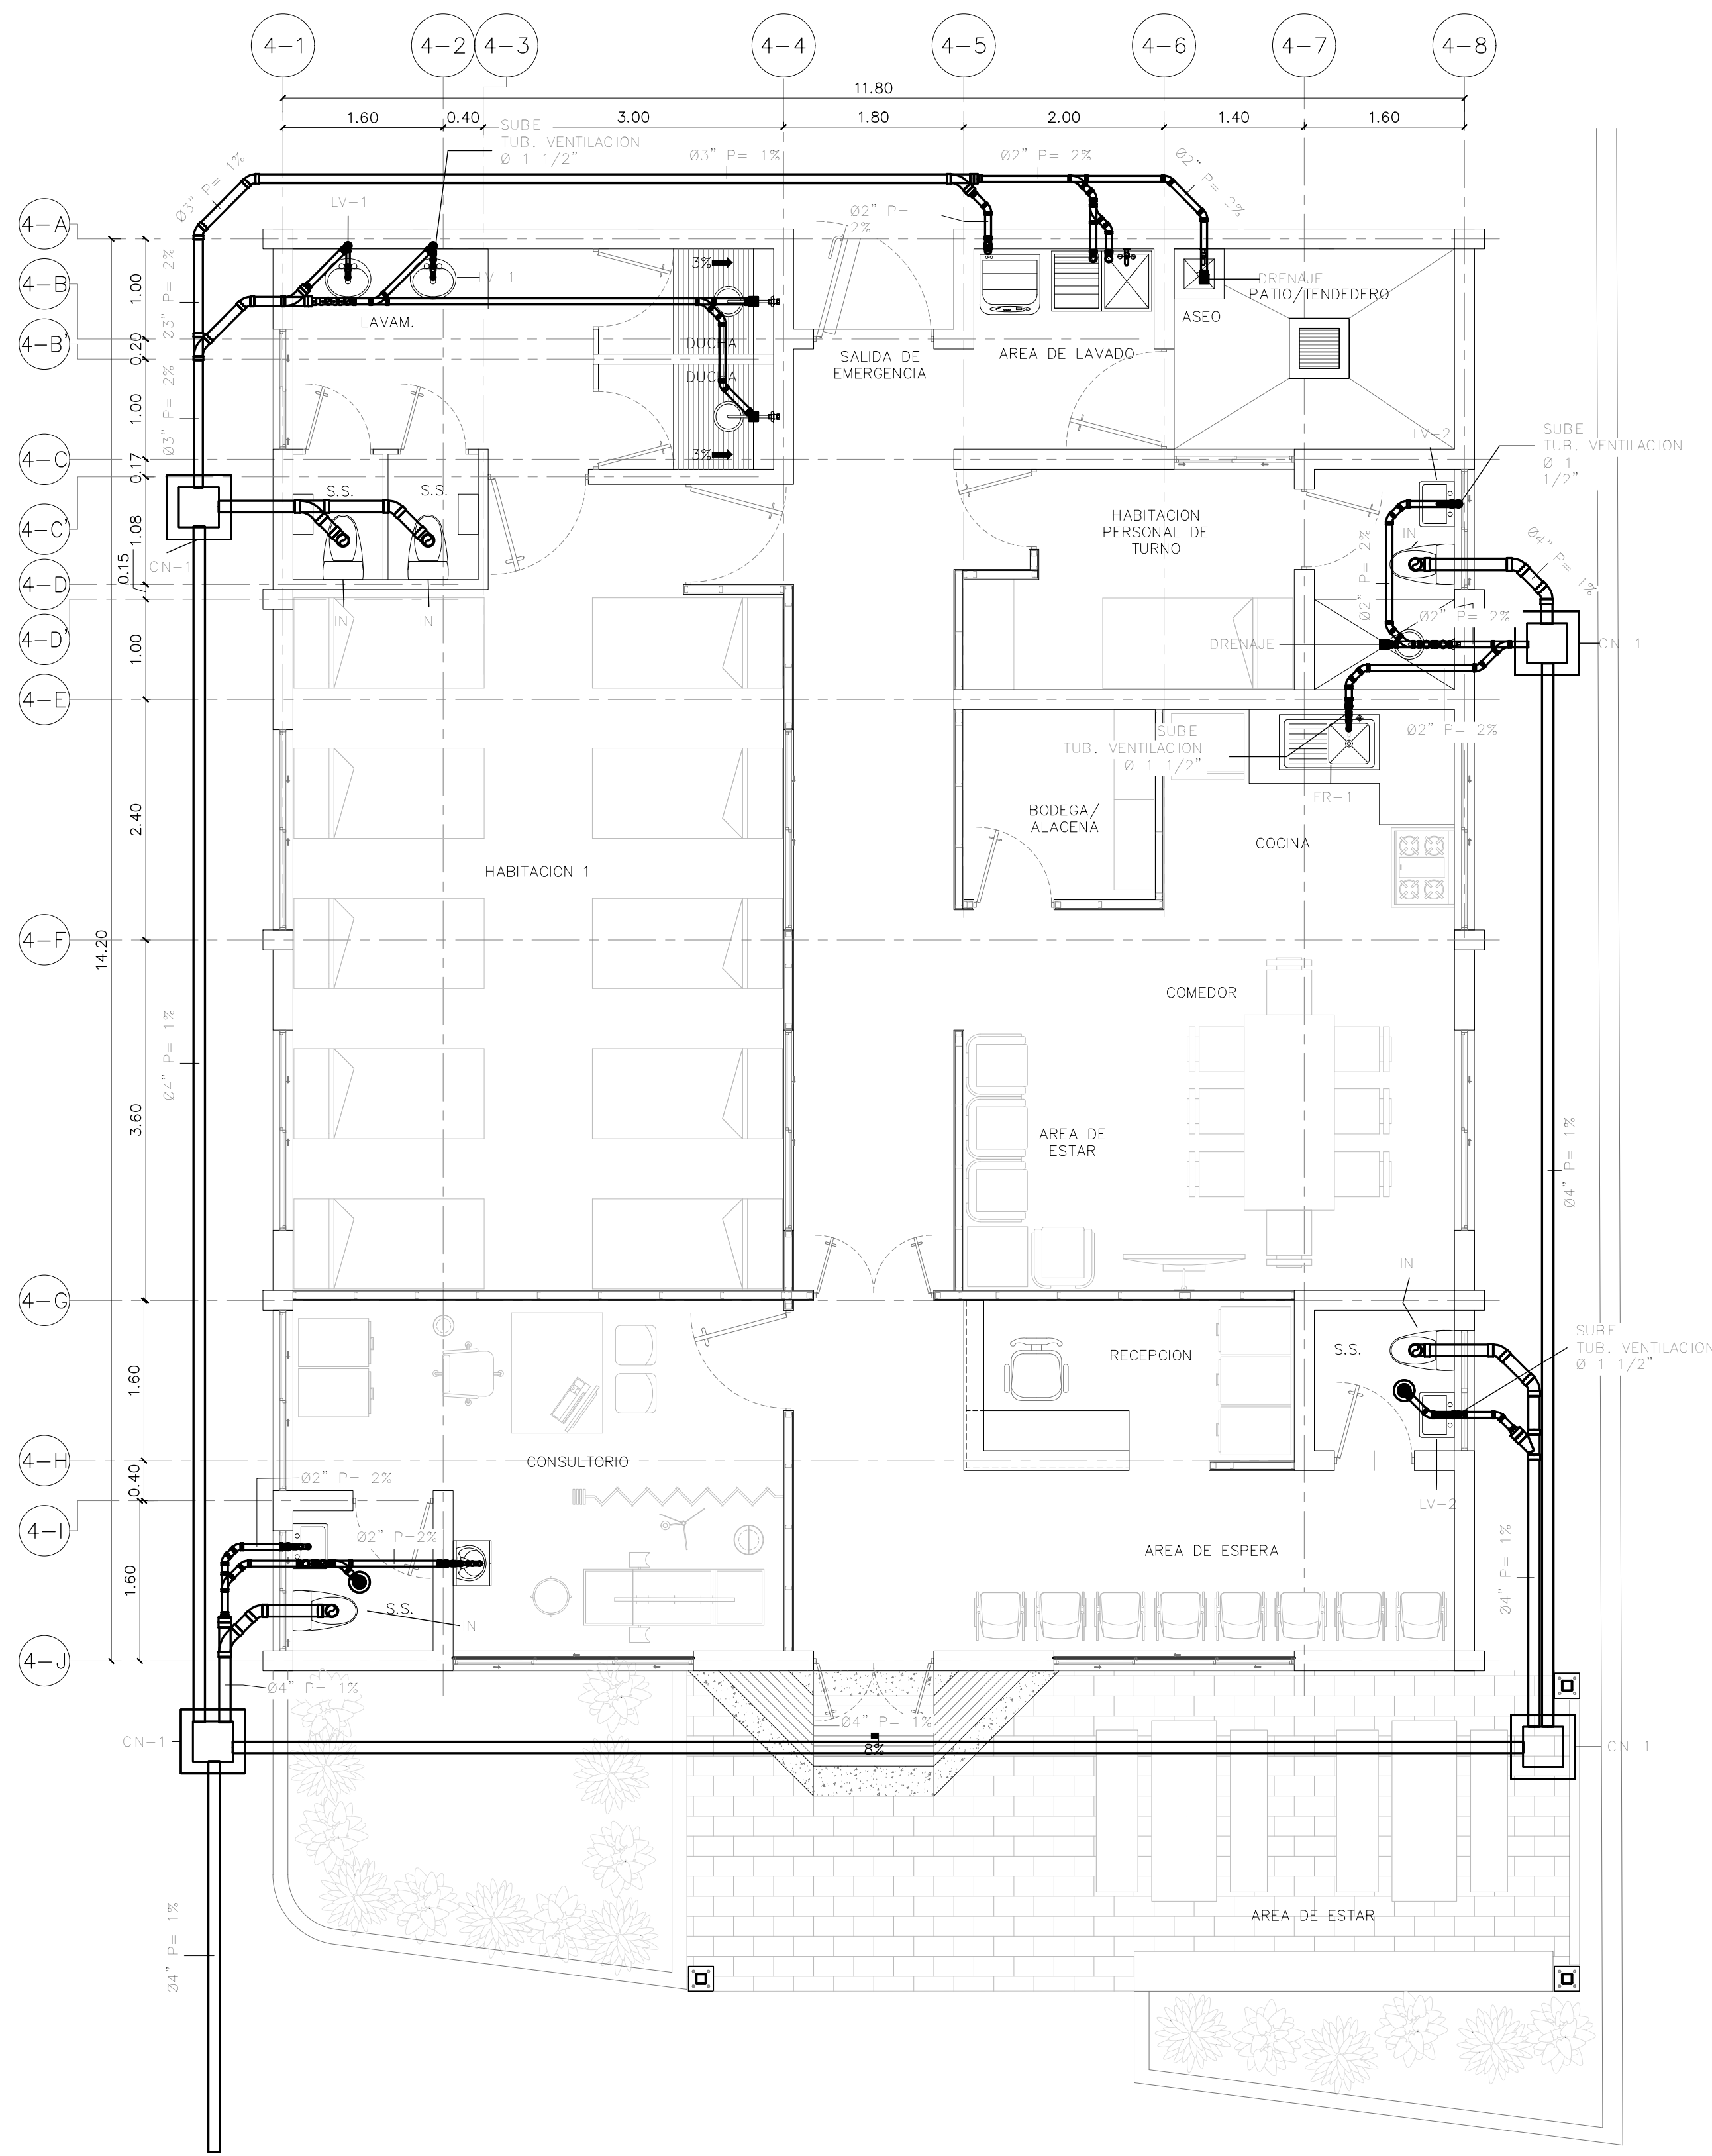 4-1
4-2
4-3
4-4
4-5
4-6
4-7
4-8
11.80
1.60
0.40
3.00
1.80
2.00
1.40
1.60
SUBE
TUB. VENTILACION
Ø 1 1/2"
Ø3" P= 1%
Ø3" P= 1%
Ø2" P= 2%
Ø2" P= 2%
Ø2" P=
2%
4-A
4-B
4-B'
4-C
4-C'
4-D
4-D'
4-E
4-F
4-G
4-H
4-I
4-J
14.20
1.00
0.20
1.00
0.17
1.08
0.15
1.00
2.40
3.60
1.60
0.40
1.60
Ø3" P= 2%
Ø3" P= 2%
LV-1
LV-1
LAVAM.
3%
DUCHA
DUCHA
3%
SALIDA DE
EMERGENCIA
AREA DE LAVADO
DRENAJE
PATIO/TENDEDERO
ASEO
S.S.
S.S.
CN-1
IN
IN
HABITACION
PERSONAL DE
TURNO
LV-2
SUBE
TUB. VENTILACION
Ø 1
1/2"
IN
Ø4" P= 1%
Ø2" P= 2%
Ø2" P= 2%
DRENAJE
CN-1
Ø2" P= 2%
SUBE
TUB. VENTILACION
Ø 1 1/2"
FR-1
BODEGA/
ALACENA
COCINA
HABITACION 1
COMEDOR
Ø4" P= 1%
AREA DE
ESTAR
Ø4" P= 1%
IN
SUBE
TUB. VENTILACION
Ø 1 1/2"
RECEPCION
S.S.
CONSULTORIO
LV-2
Ø2" P= 2%
Ø2" P=2%
AREA DE ESPERA
Ø4" P= 1%
S.S.
IN
Ø4" P= 1%
Ø4" P= 1%
8%
CN-1
CN-1
AREA DE ESTAR
Ø4" P= 1%